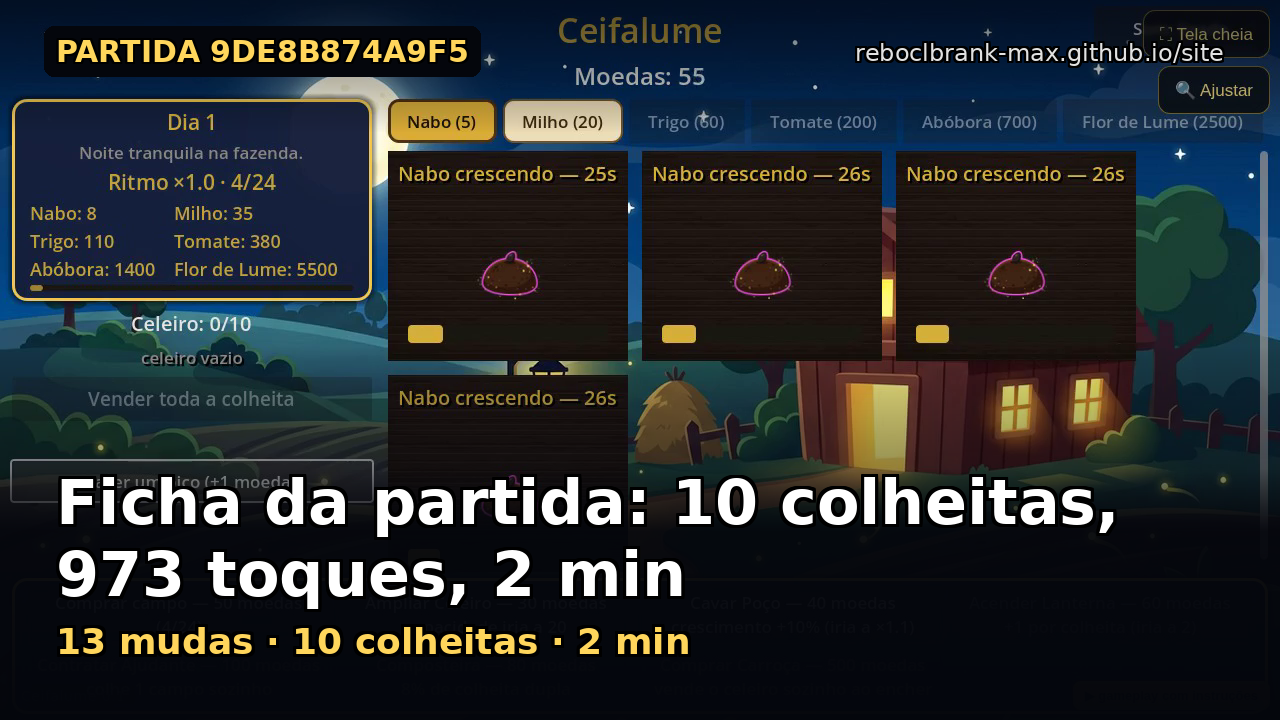 PARTIDA 9DE8B874A9F5
Ceifalume
Moedas: 55
reboclbrank-max.github.io/site
Tela cheia
Ajustar
Dia 1
Noite tranquila na fazenda.
Ritmo ×1.0 · 4/24
Nabo: 8 Milho: 35
Trigo: 110 Tomate: 380
Abóbora: 1400 Flor de Lume: 5500
Celeiro: 0/10
celeiro vazio
Vender toda a colheita
Nabo (5) Milho (20) Trigo (60) Tomate (200) Abóbora (700) Flor de Lume (2500)
Nabo crescendo — 25s Nabo crescendo — 26s Nabo crescendo — 26s
Nabo crescendo — 26s
Ficha da partida: 10 colheitas,
973 toques, 2 min
13 mudas · 10 colheitas · 2 min